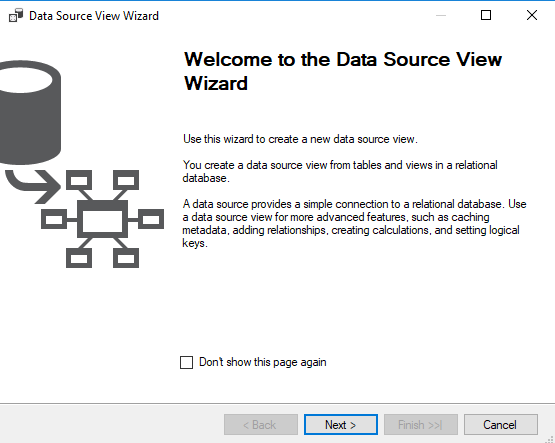 Data Source View Wizard
Welcome to the Data Source View
Wizard
Use this wizard to create a new data source view.
You create a data source view from tables and views in a relational
database.
A data source provides a simple connection to a relational database. Use
a data source view for more advanced features, such as caching
metadata, adding relationships, creating calculations, and setting logical
keys.
Don't show this page again
< Back
Next >
Finish >>|
Cancel